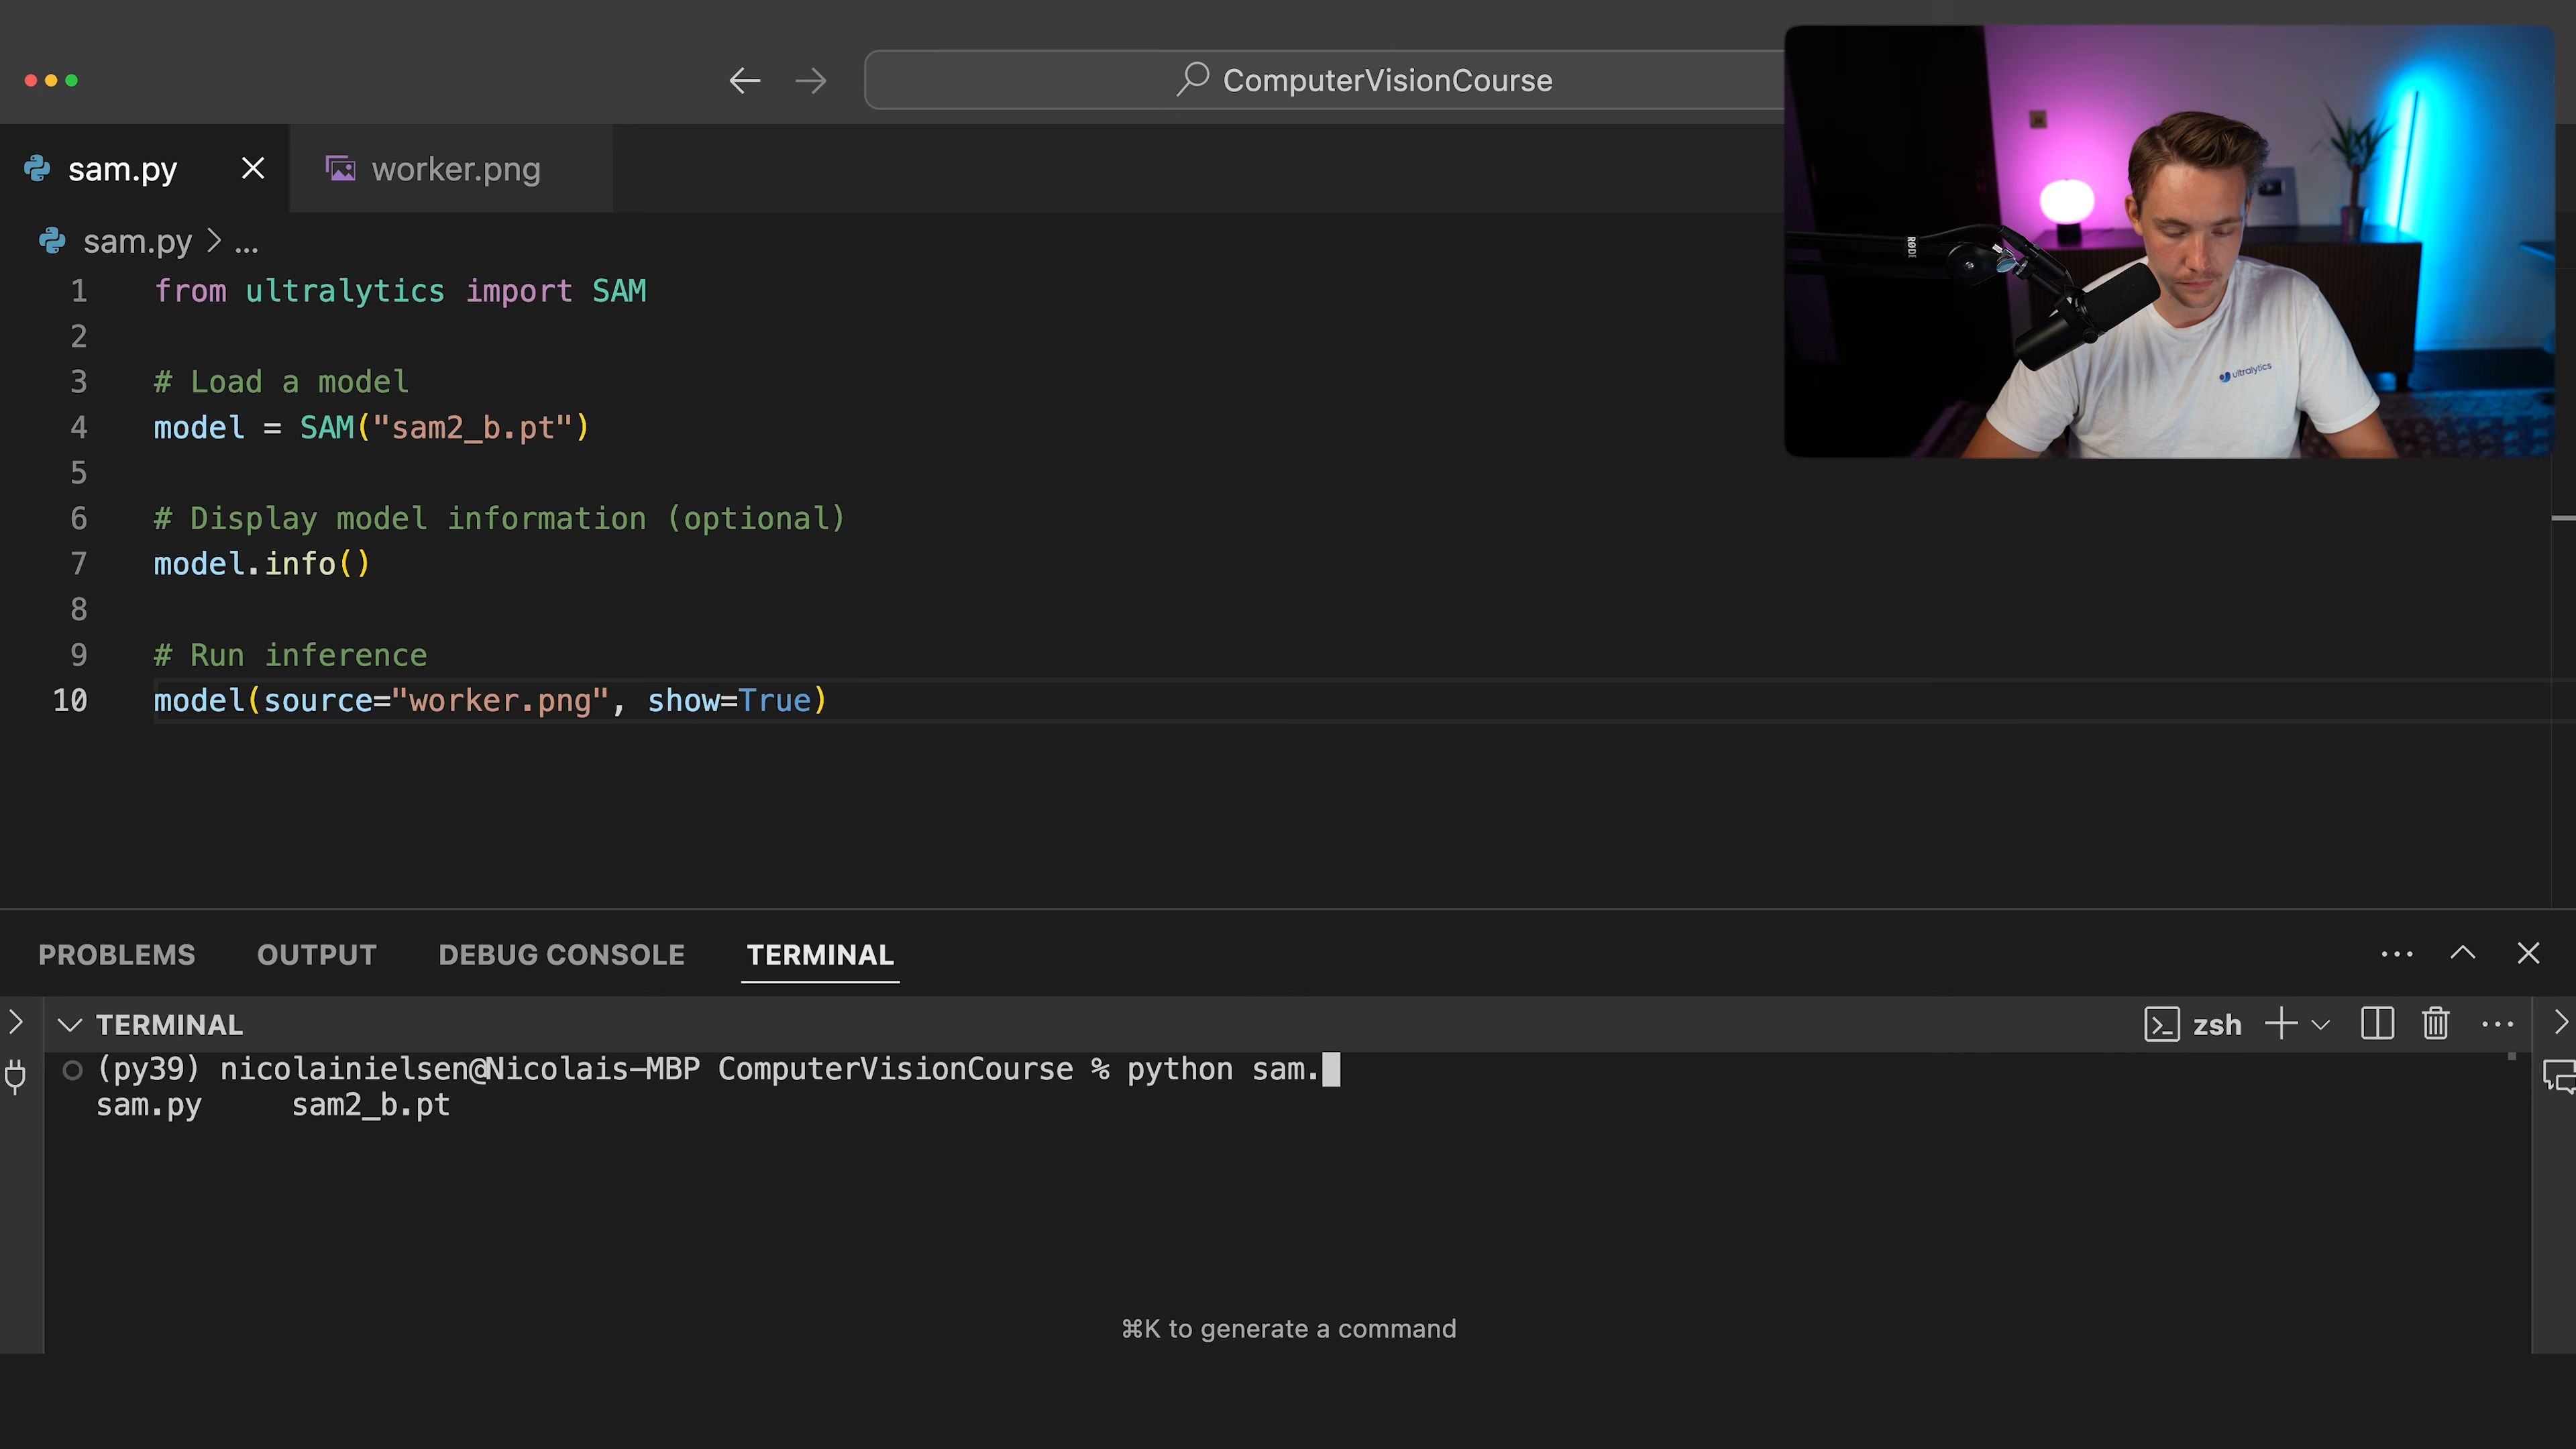 ComputerVisionCourse
sam.py
worker.png
sam.py > ...
1 from ultralytics import SAM
2
3 # Load a model
4 model = SAM("sam2_b.pt")
5
6 # Display model information (optional)
7 model.info()
8
9 # Run inference
10 model(source="worker.png", show=True)
RØDE
ultralytics
PROBLEMS OUTPUT DEBUG CONSOLE TERMINAL
TERMINAL
zsh
(py39) nicolainielsen@Nicolais-MBP ComputerVisionCourse % python sam.
sam.py sam2_b.pt
⌘K to generate a command